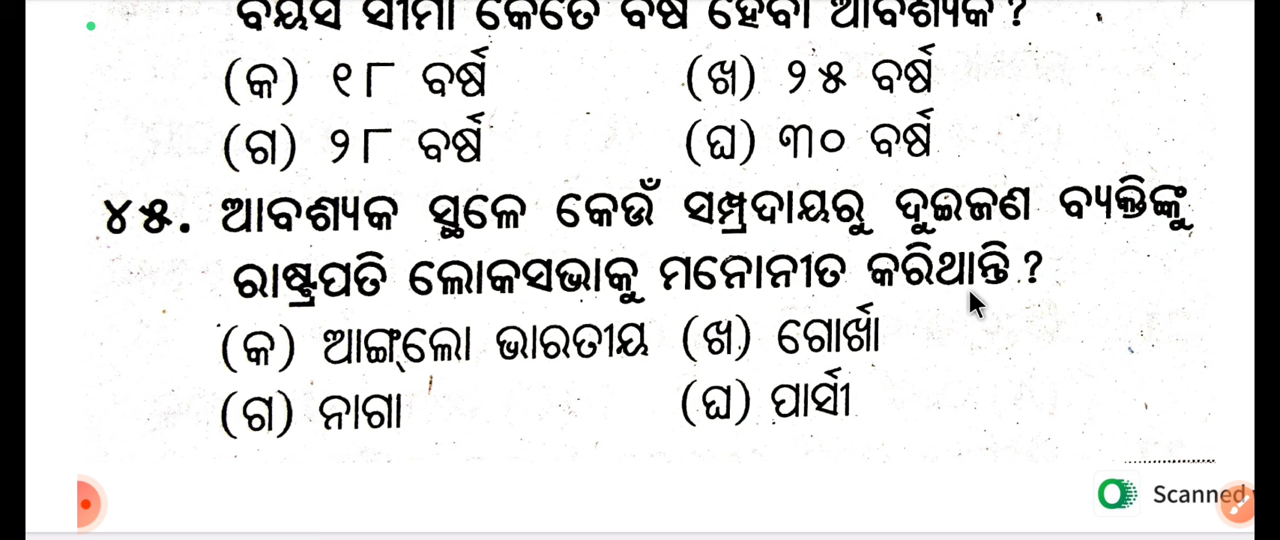 ବୟସ ସୀମା କେତେ ବର୍ଷ ହେବା ଆବଶ୍ୟକ ?
(କ) ୧୮ ବର୍ଷ (ଖ) ୨୫ ବର୍ଷ
(ଗ) ୨୮ ବର୍ଷ (ଘ) ୩୦ ବର୍ଷ
୪୫. ଆବଶ୍ୟକ ସ୍ଥଳେ କେଉଁ ସମ୍ପ୍ରଦାୟରୁ ଦୁଇଜଣ ବ୍ୟକ୍ତିଙ୍କୁ
ରାଷ୍ଟ୍ରପତି ଲୋକସଭାକୁ ମନୋନୀତ କରିଥାନ୍ତି ?
(କ) ଆଙ୍ଗ୍‌ଲୋ ଭାରତୀୟ (ଖ) ଗୋର୍ଖା
(ଗ) ନାଗା (ଘ) ପାର୍ସୀ
Scanned